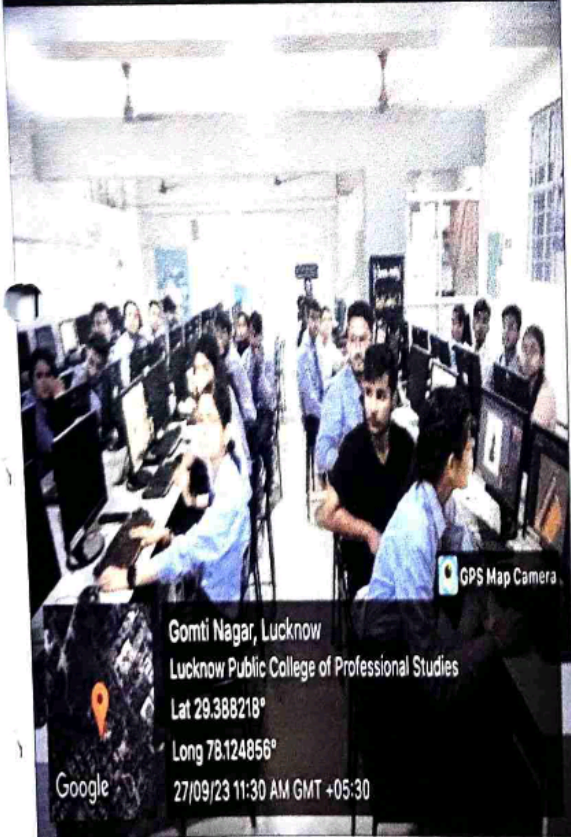 GPS Map Camera
Gomti Nagar, Lucknow
Lucknow Public College of Professional Studies
Lat 29.388218°
Long 78.124856°
27/09/23 11:30 AM GMT +05:30
Google